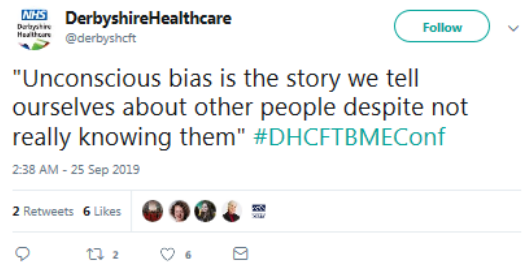 NHS
Derbyshire
Healthcare
DerbyshireHealthcare
@derbyshcft
Follow
"Unconscious bias is the story we tell
ourselves about other people despite not
really knowing them" #DHCFTBMEConf
2:38 AM - 25 Sep 2019
2 Retweets 6 Likes
2
6